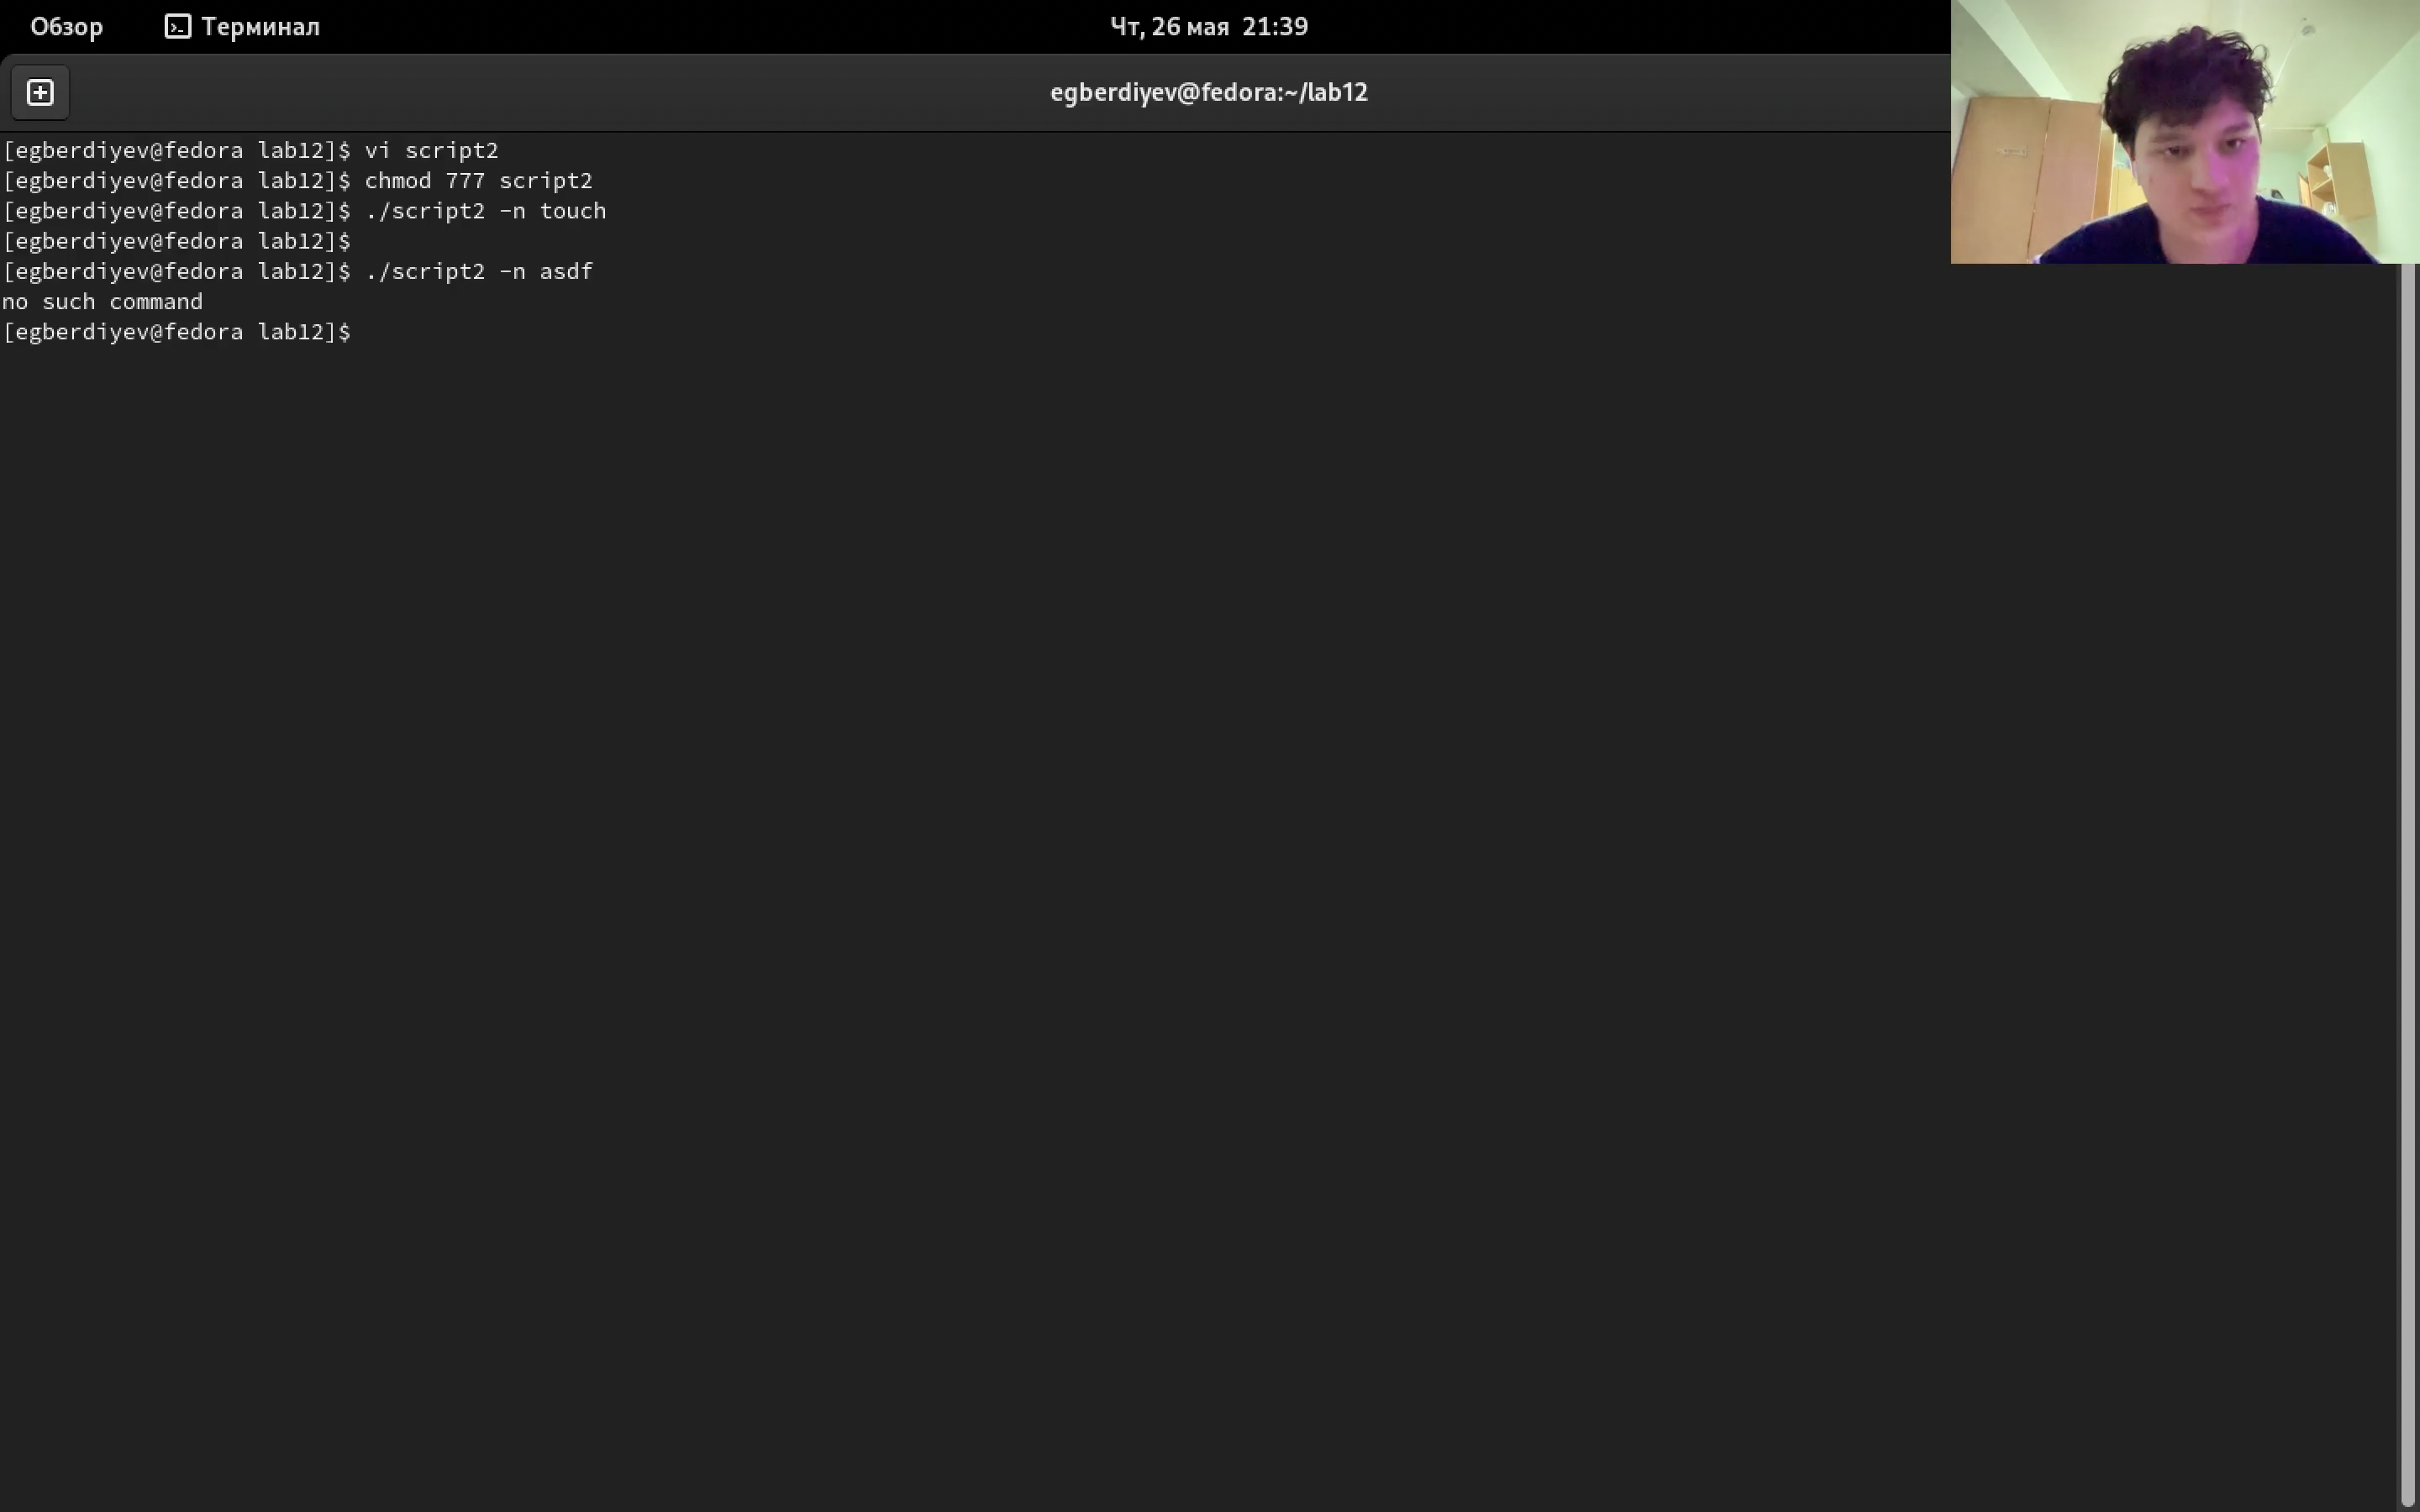 Обзор Терминал Чт, 26 мая 21:39
egberdiyev@fedora:~/lab12
[egberdiyev@fedora lab12]$ vi script2
[egberdiyev@fedora lab12]$ chmod 777 script2
[egberdiyev@fedora lab12]$ ./script2 -n touch
[egberdiyev@fedora lab12]$
[egberdiyev@fedora lab12]$ ./script2 -n asdf
no such command
[egberdiyev@fedora lab12]$